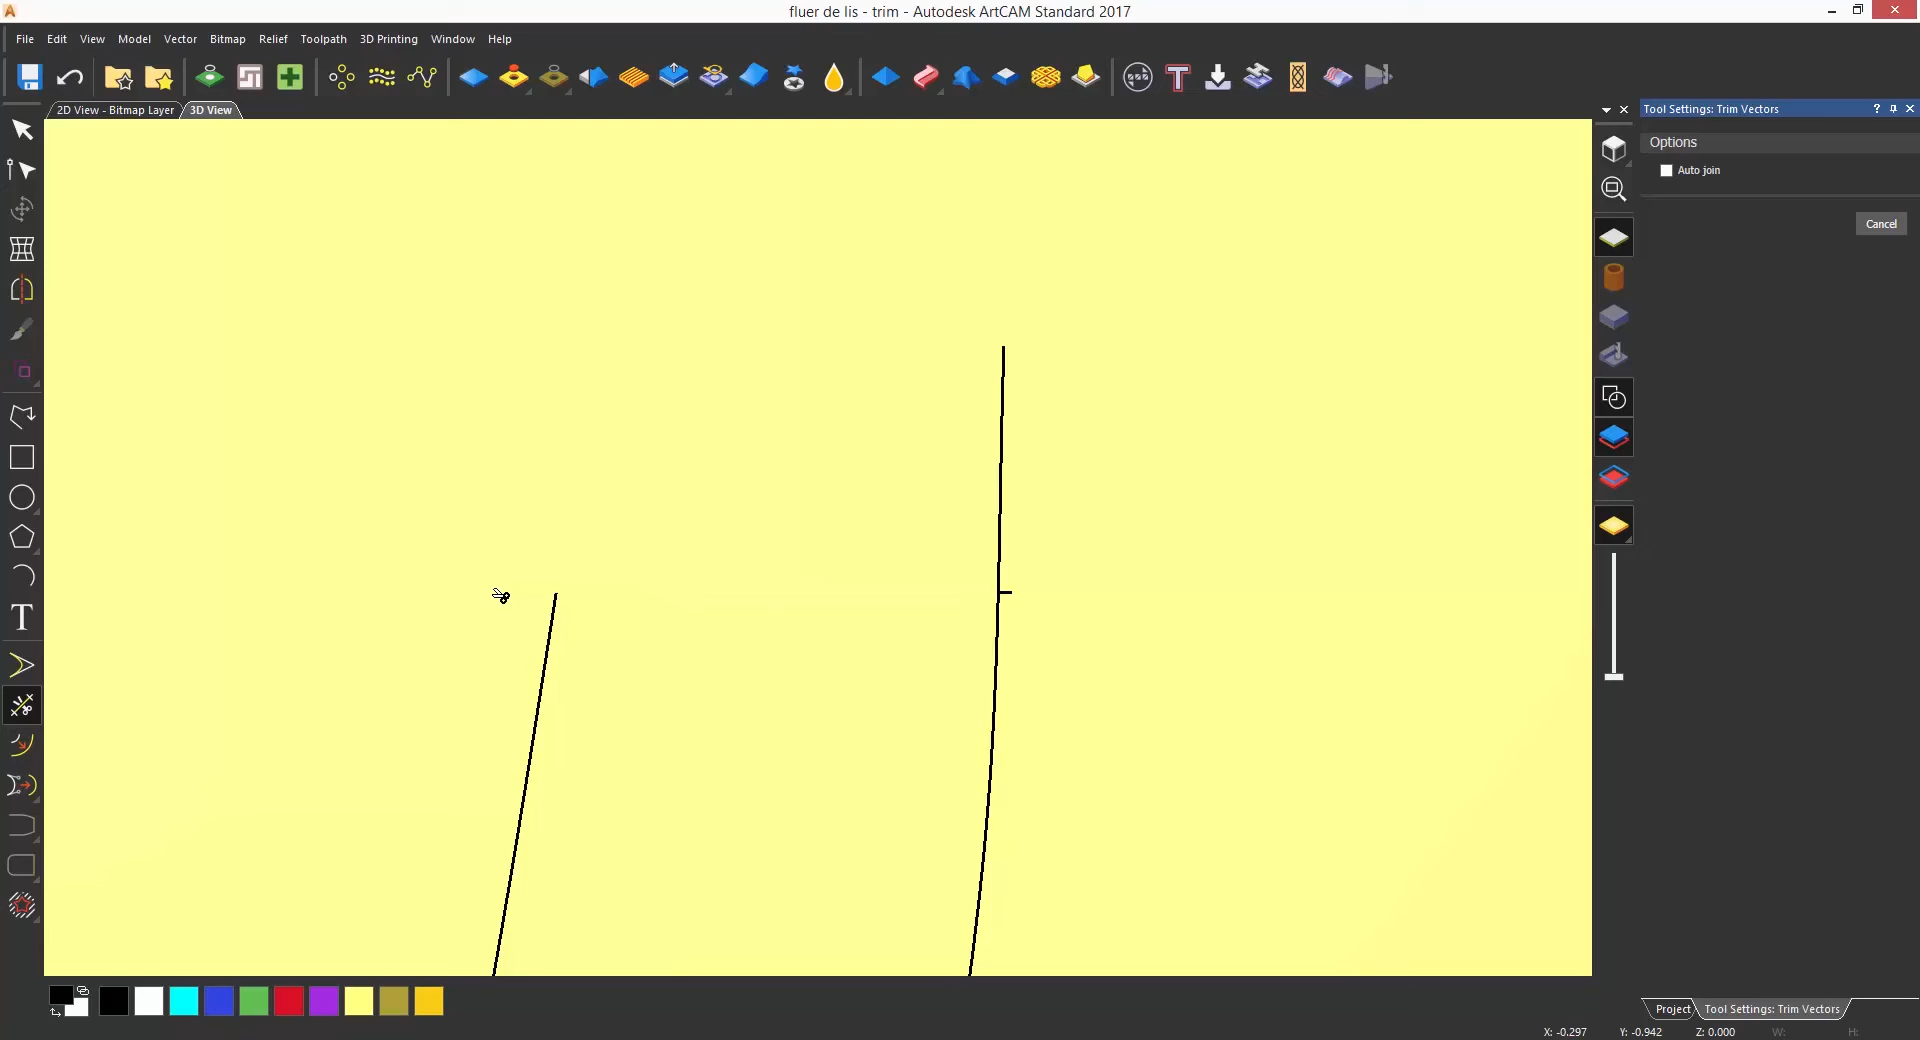 fluer de lis - trim - Autodesk ArtCAM Standard 2017
File Edit View Model Vector Bitmap Relief Toolpath 3D Printing Window Help
2D View - Bitmap Layer 3D View
Tool Settings: Trim Vectors
Options
Auto join
Cancel
Project Tool Settings: Trim Vectors
X: -0.297 Y: -0.942 Z: 0.000 W: H: